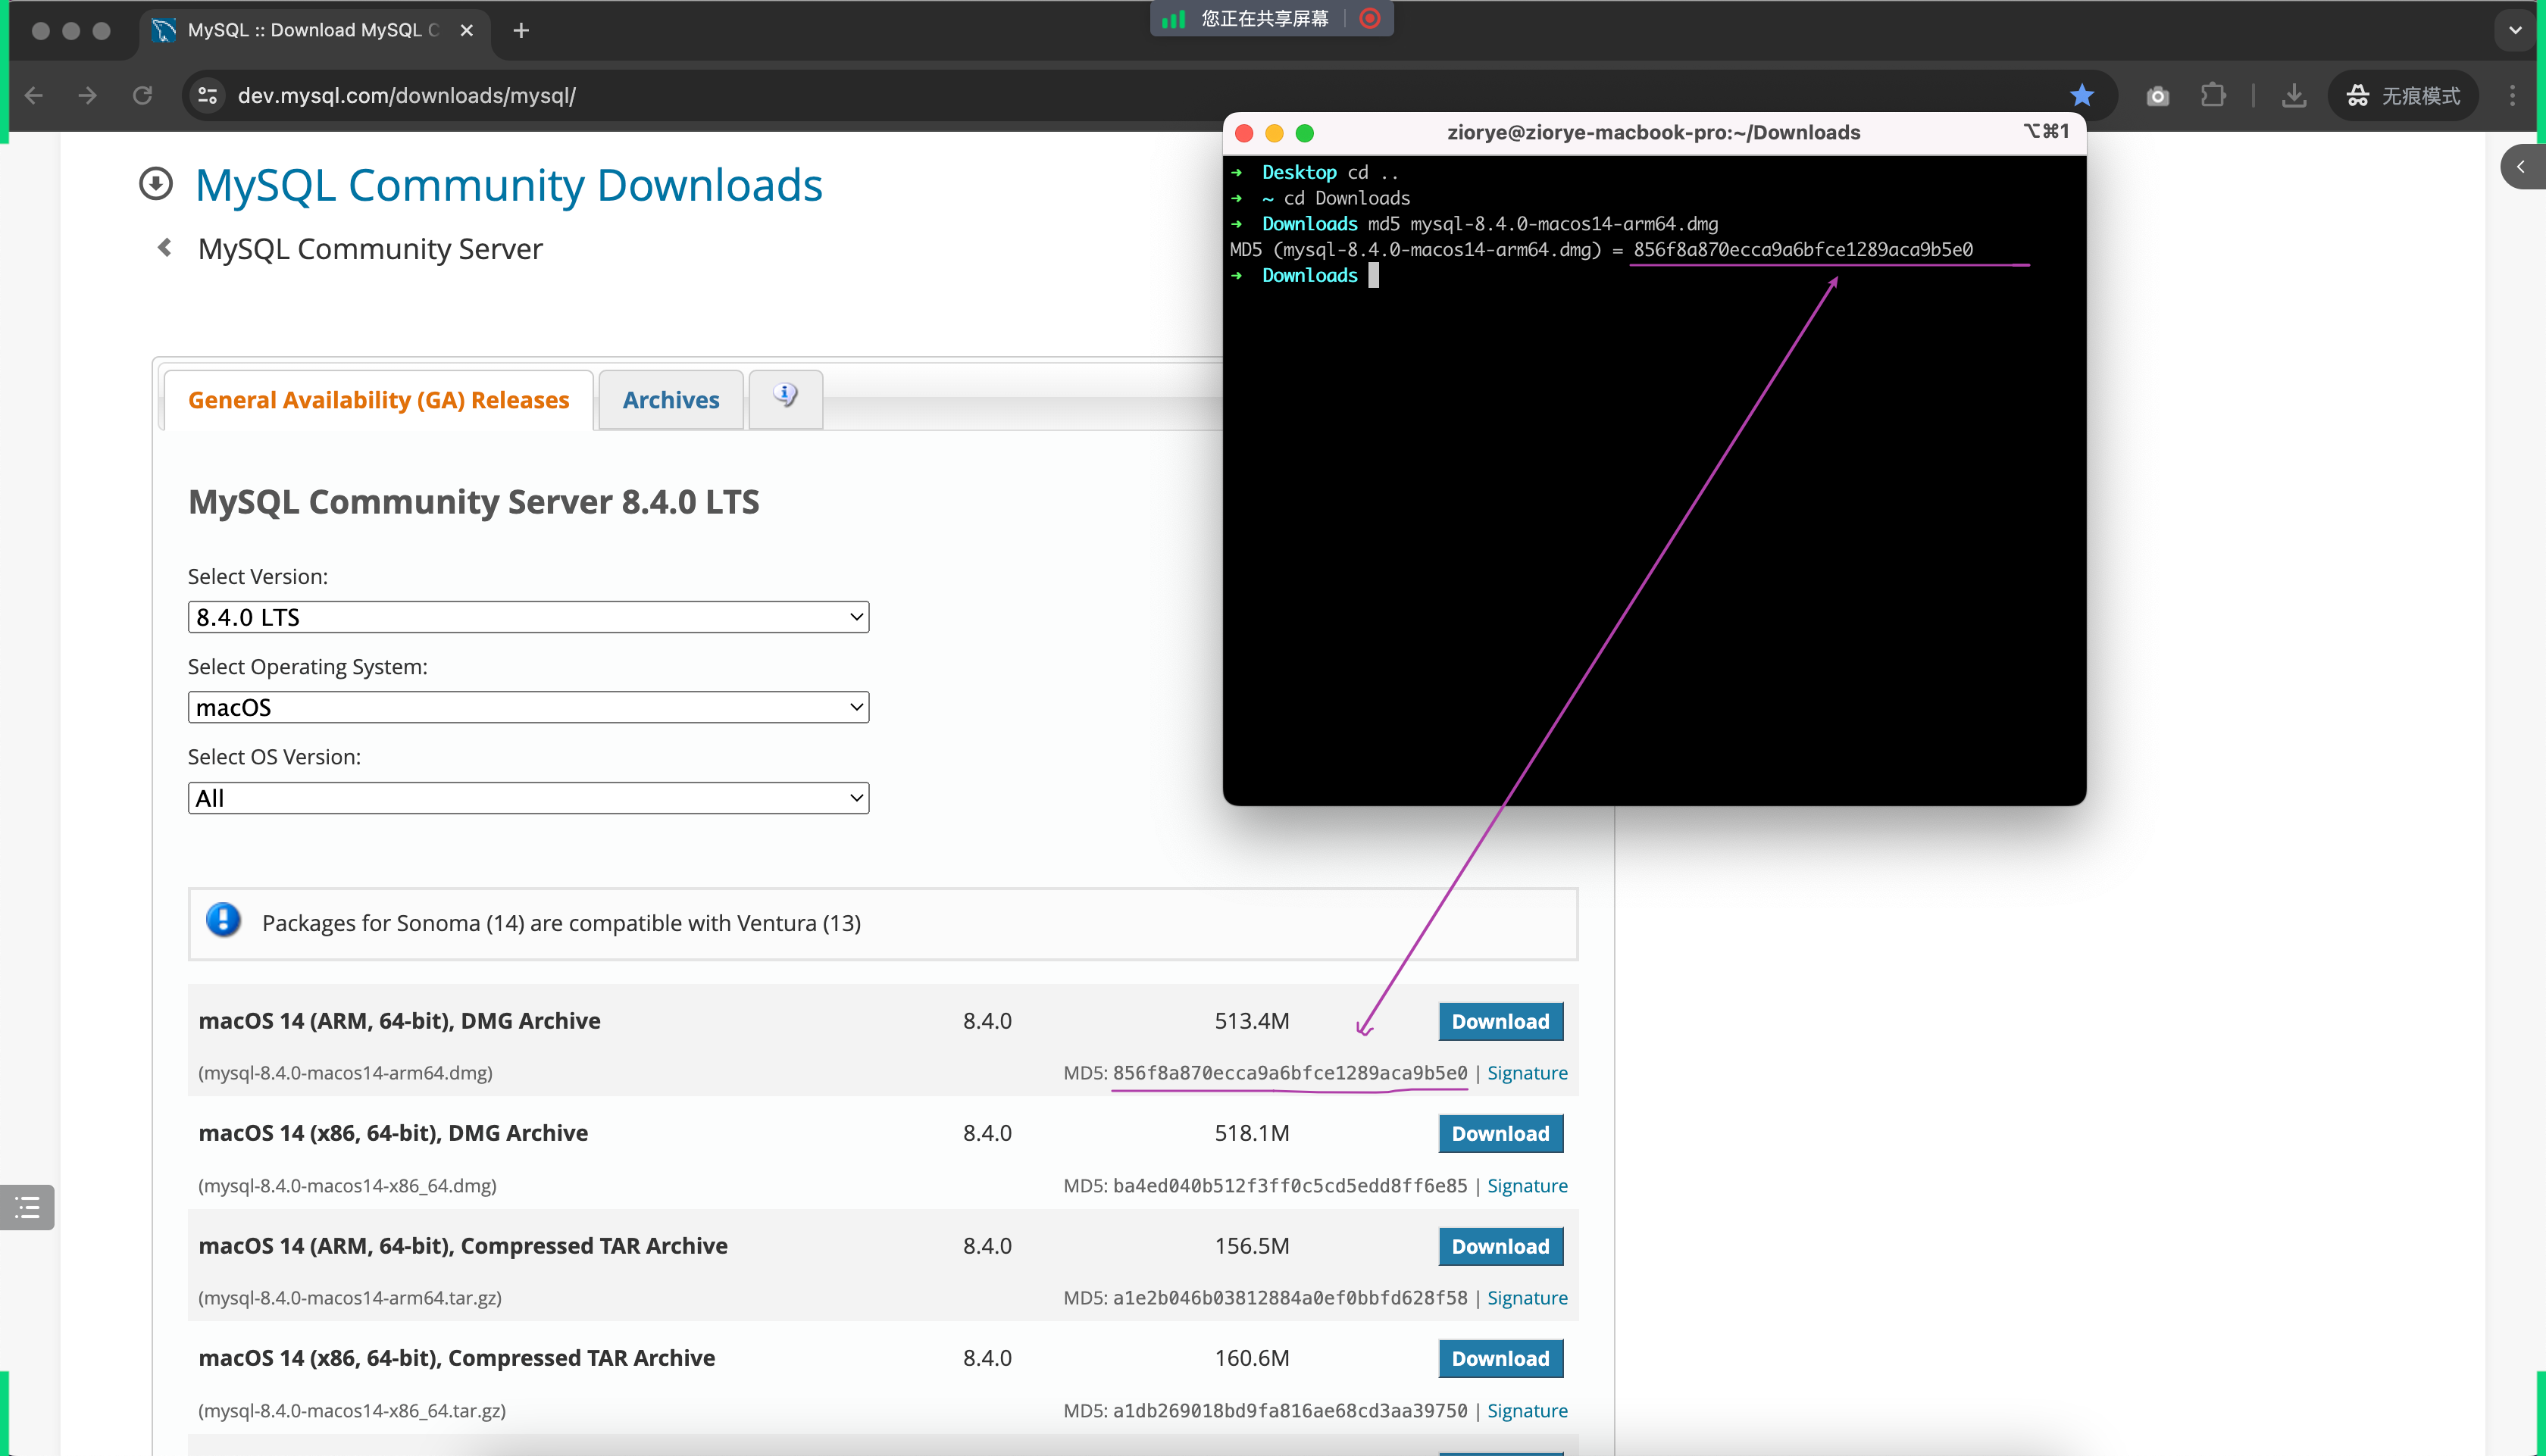 MySQL :: Download MySQL C
您正在共享屏幕
dev.mysql.com/downloads/mysql/
无痕模式
MySQL Community Downloads
MySQL Community Server
General Availability (GA) Releases
Archives
MySQL Community Server 8.4.0 LTS
Select Version:
8.4.0 LTS
Select Operating System:
macOS
Select OS Version:
All
Packages for Sonoma (14) are compatible with Ventura (13)
macOS 14 (ARM, 64-bit), DMG Archive 8.4.0 513.4M Download
(mysql-8.4.0-macos14-arm64.dmg) MD5: 856f8a870ecca9a6bfce1289aca9b5e0 | Signature
macOS 14 (x86, 64-bit), DMG Archive 8.4.0 518.1M Download
(mysql-8.4.0-macos14-x86_64.dmg) MD5: ba4ed040b512f3ff0c5cd5edd8ff6e85 | Signature
macOS 14 (ARM, 64-bit), Compressed TAR Archive 8.4.0 156.5M Download
(mysql-8.4.0-macos14-arm64.tar.gz) MD5: a1e2b046b03812884a0ef0bbfd628f58 | Signature
macOS 14 (x86, 64-bit), Compressed TAR Archive 8.4.0 160.6M Download
(mysql-8.4.0-macos14-x86_64.tar.gz) MD5: a1db269018bd9fa816ae68cd3aa39750 | Signature
ziorye@ziorye-macbook-pro:~/Downloads ⌥⌘1
➜ Desktop cd ..
➜ ~ cd Downloads
➜ Downloads md5 mysql-8.4.0-macos14-arm64.dmg
MD5 (mysql-8.4.0-macos14-arm64.dmg) = 856f8a870ecca9a6bfce1289aca9b5e0
➜ Downloads